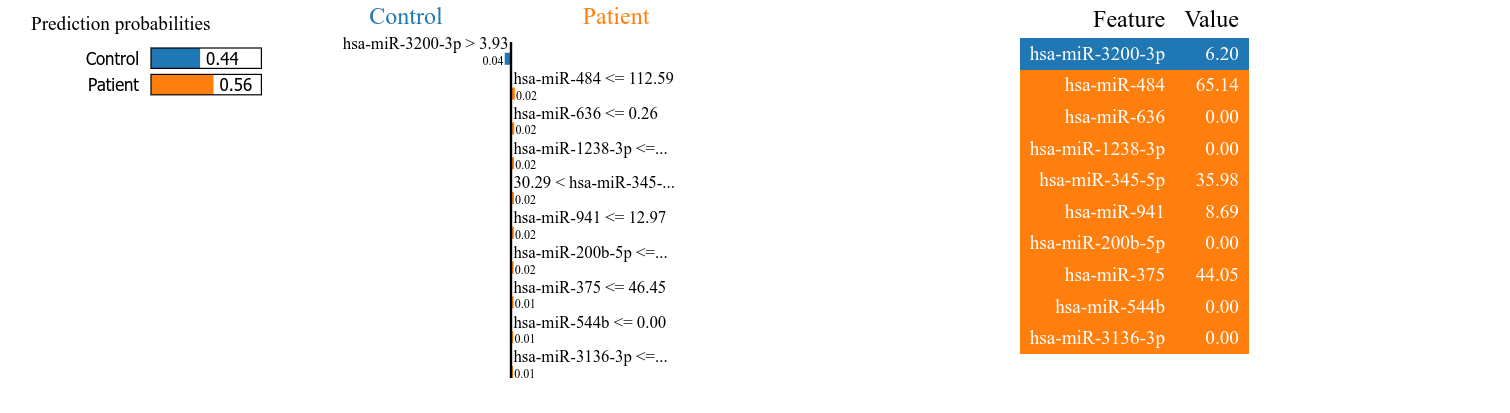 Prediction probabilities
Control 0.44
Patient 0.56
Control Patient
hsa-miR-3200-3p > 3.93
0.04
hsa-miR-484 <= 112.59
0.02
hsa-miR-636 <= 0.26
0.02
hsa-miR-1238-3p <=...
0.02
30.29 < hsa-miR-345-...
0.02
hsa-miR-941 <= 12.97
0.02
hsa-miR-200b-5p <=...
0.02
hsa-miR-375 <= 46.45
0.01
hsa-miR-544b <= 0.00
0.01
hsa-miR-3136-3p <=...
0.01
Feature Value
hsa-miR-3200-3p 6.20
hsa-miR-484 65.14
hsa-miR-636 0.00
hsa-miR-1238-3p 0.00
hsa-miR-345-5p 35.98
hsa-miR-941 8.69
hsa-miR-200b-5p 0.00
hsa-miR-375 44.05
hsa-miR-544b 0.00
hsa-miR-3136-3p 0.00